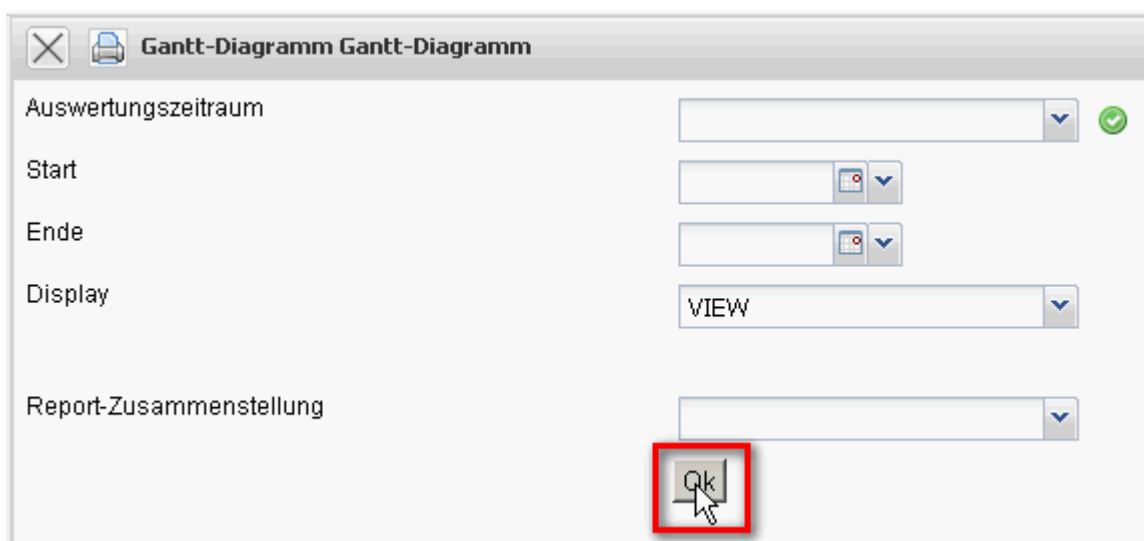 Gantt-Diagramm Gantt-Diagramm
Auswertungszeitraum
Start
Ende
Display
VIEW
Report-Zusammenstellung
Ok